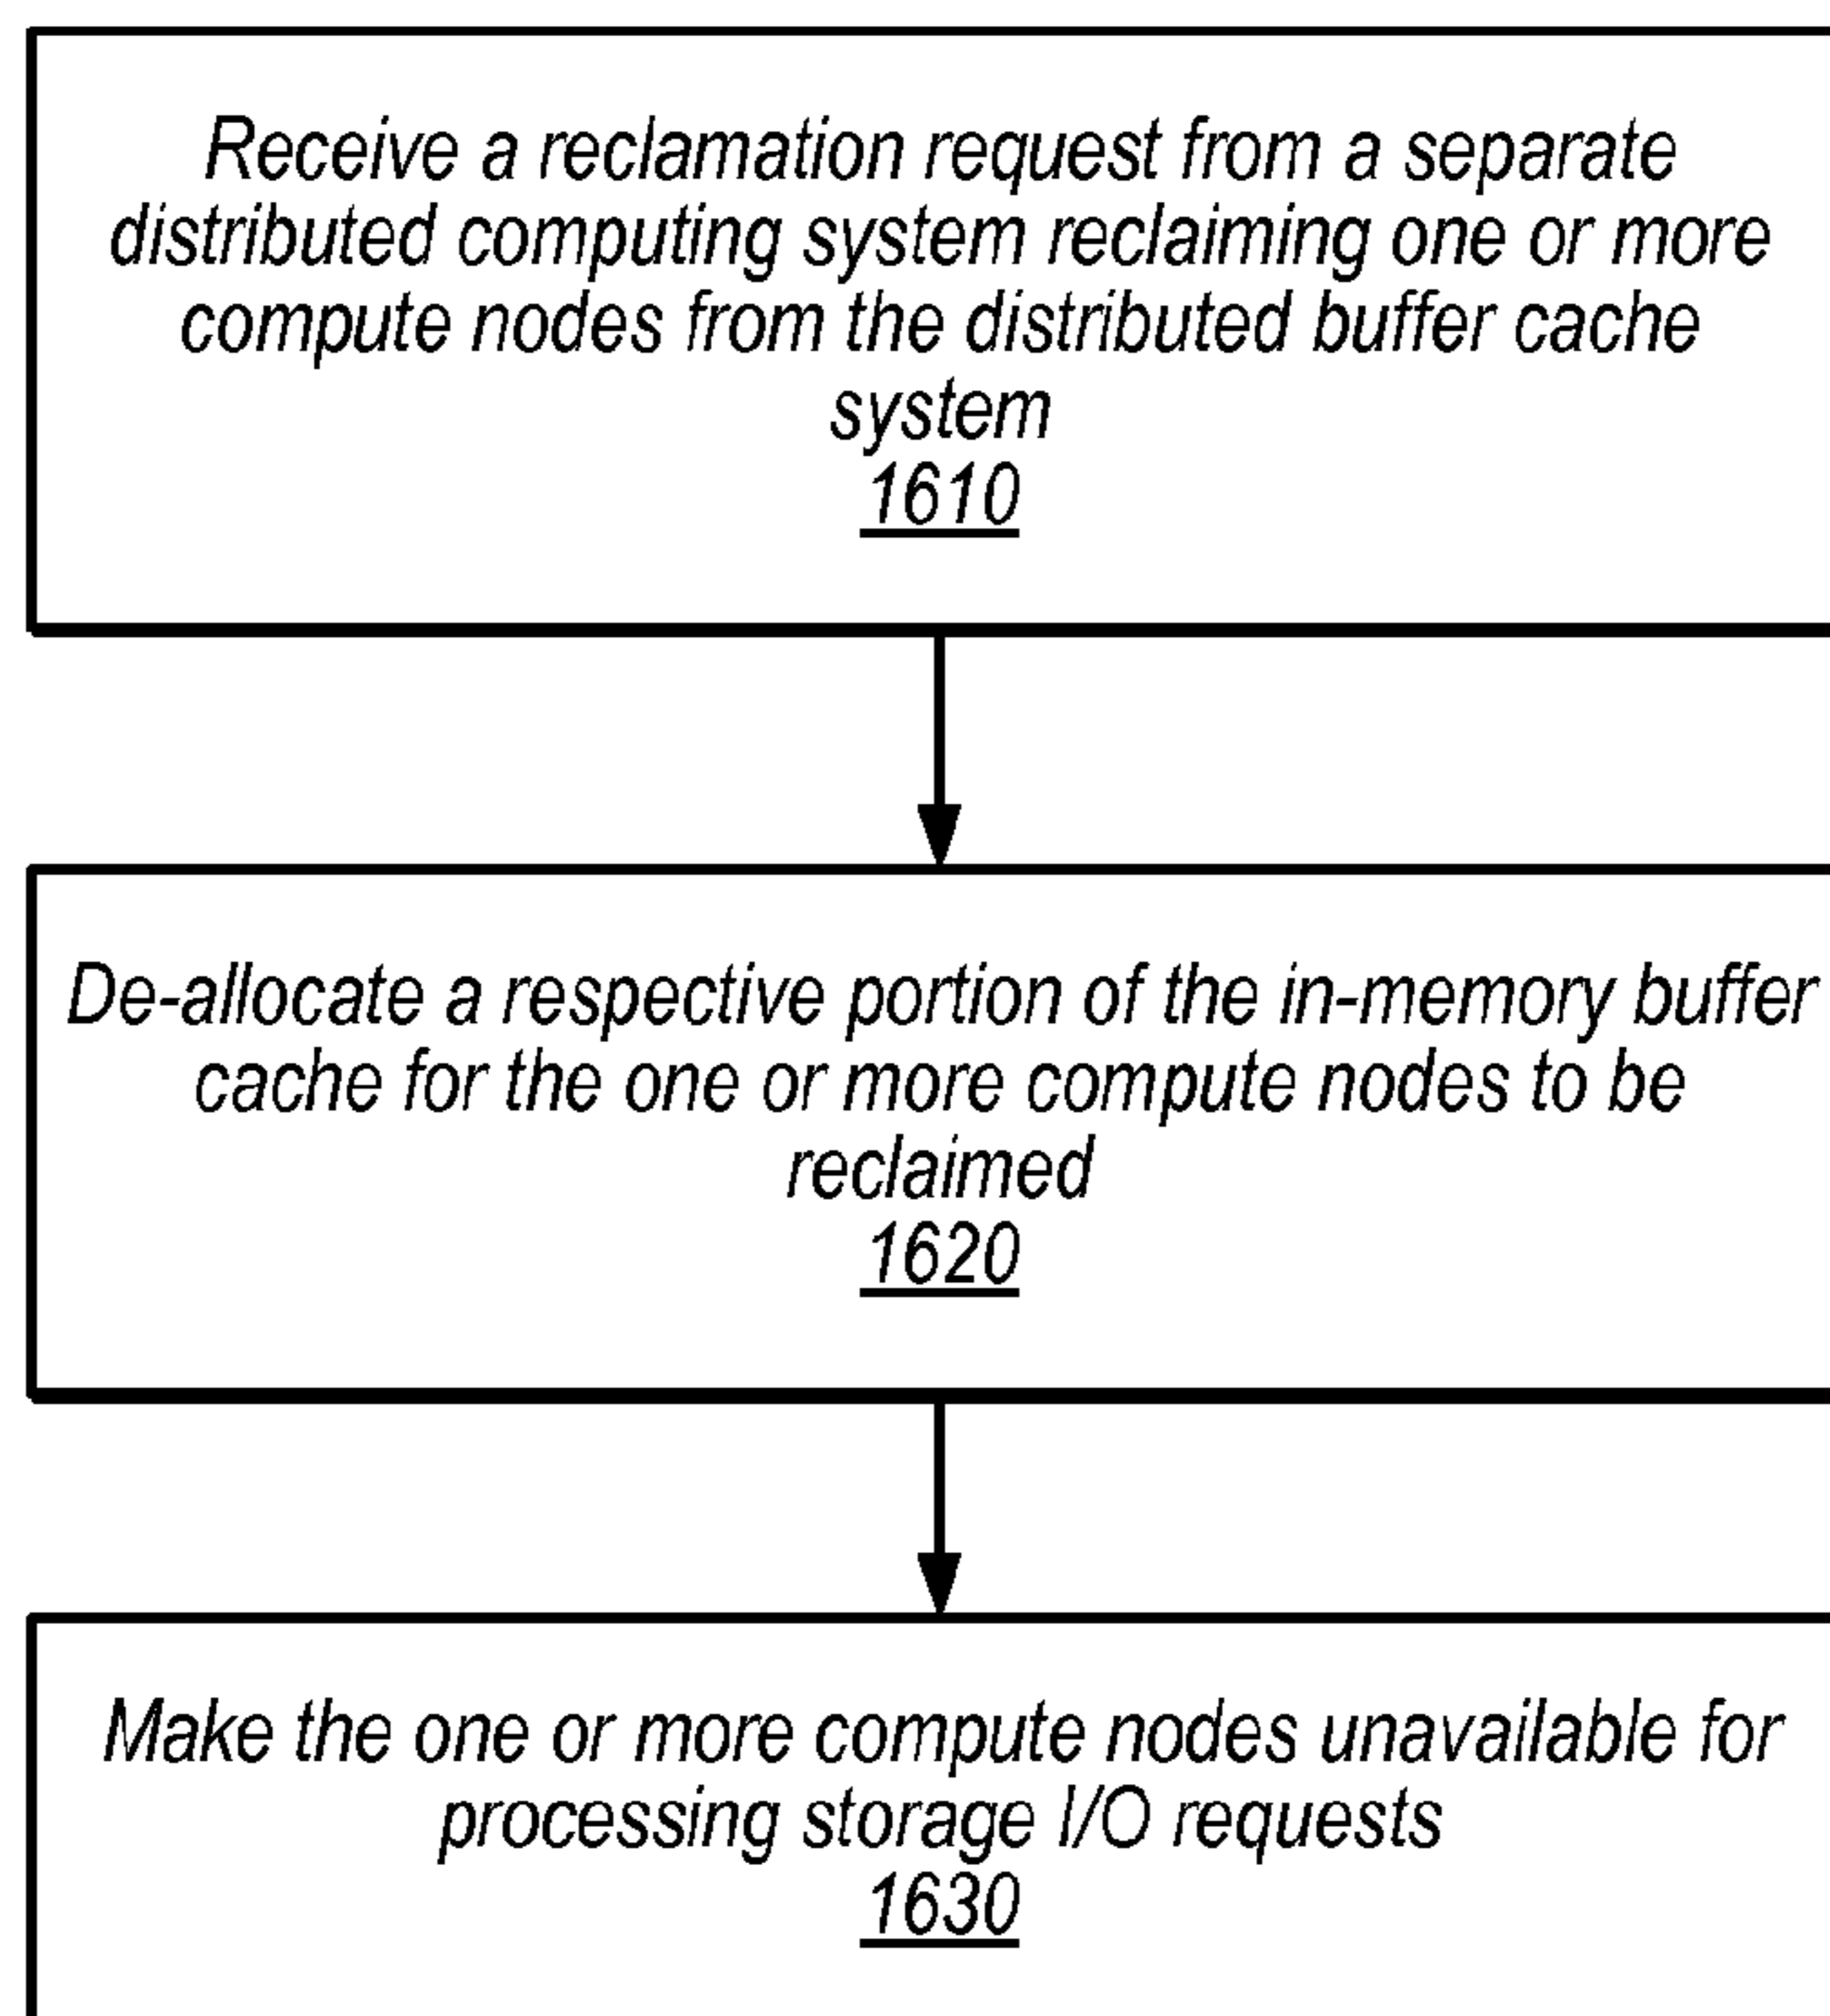 Receive a reclamation request from a separate
distributed computing system reclaiming one or more
compute nodes from the distributed buffer cache
system
1610
De-allocate a respective portion of the in-memory buffer
cache for the one or more compute nodes to be
reclaimed
1620
Make the one or more compute nodes unavailable for
processing storage I/O requests
1630